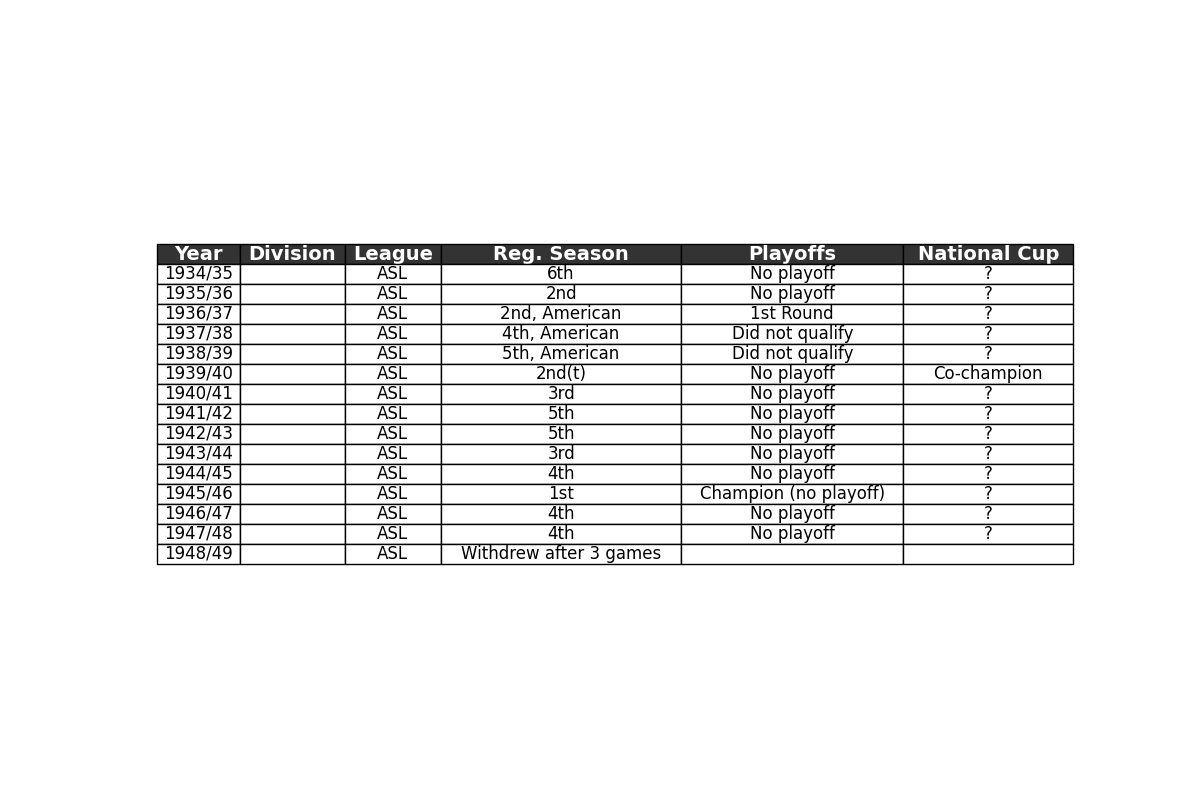 Year Division League Reg. Season Playoffs National Cup
1934/35 ASL 6th No playoff ?
1935/36 ASL 2nd No playoff ?
1936/37 ASL 2nd, American 1st Round ?
1937/38 ASL 4th, American Did not qualify ?
1938/39 ASL 5th, American Did not qualify ?
1939/40 ASL 2nd(t) No playoff Co-champion
1940/41 ASL 3rd No playoff ?
1941/42 ASL 5th No playoff ?
1942/43 ASL 5th No playoff ?
1943/44 ASL 3rd No playoff ?
1944/45 ASL 4th No playoff ?
1945/46 ASL 1st Champion (no playoff) ?
1946/47 ASL 4th No playoff ?
1947/48 ASL 4th No playoff ?
1948/49 ASL Withdrew after 3 games